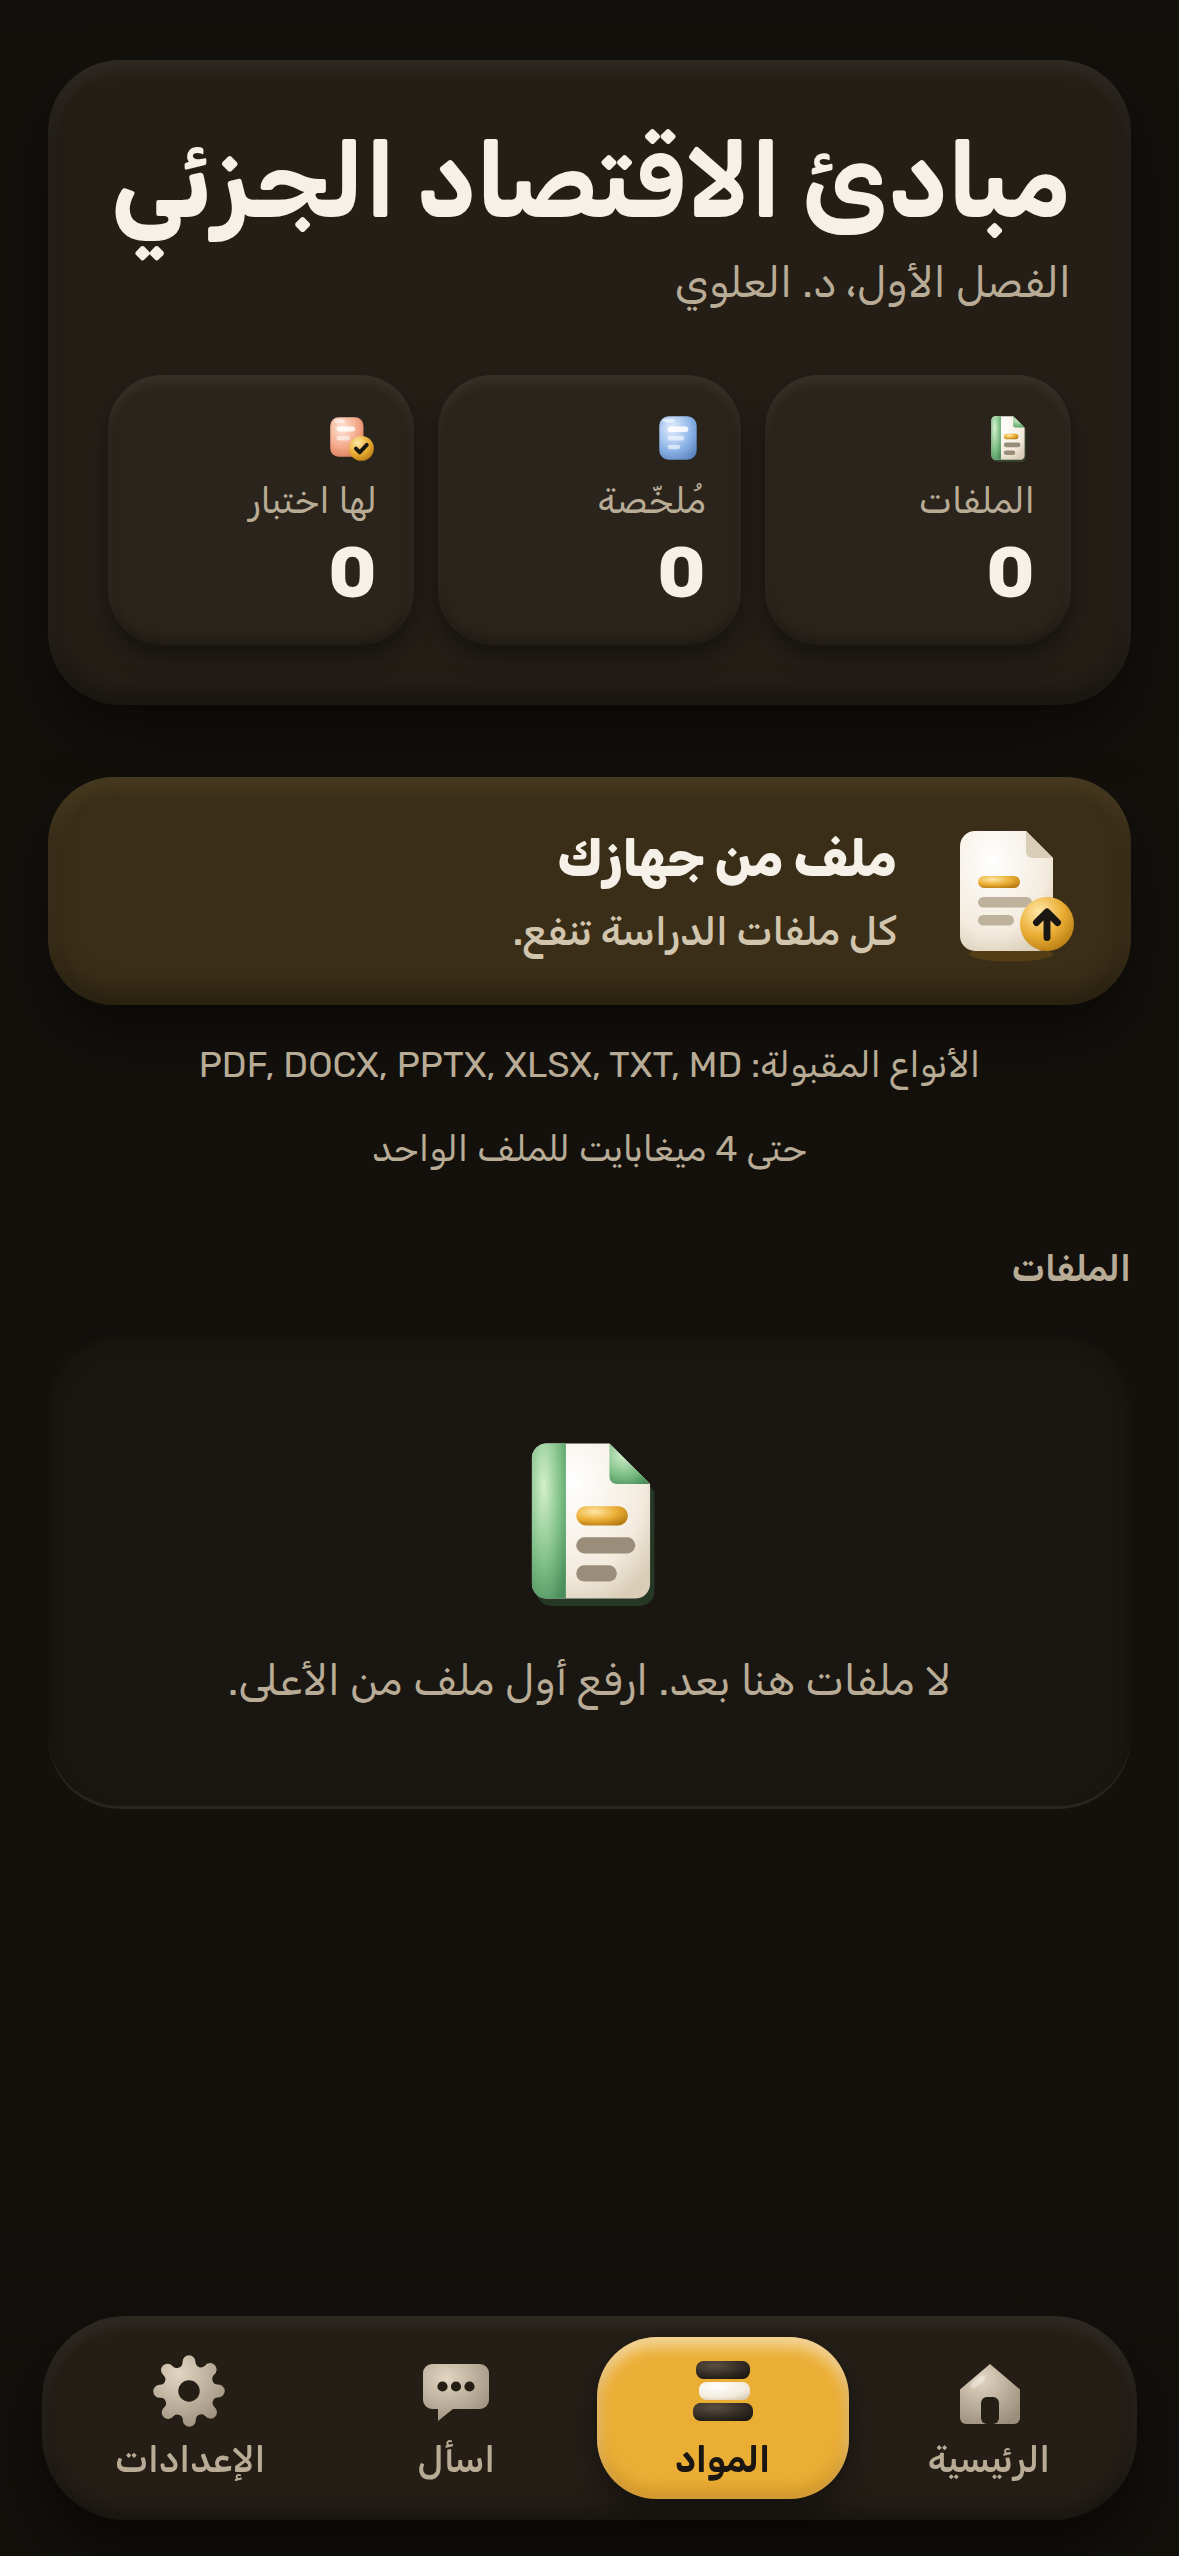 مبادئ الاقتصاد الجزئي
الفصل الأول، د. العلوي
الملفات
0
مُلخّصة
0
لها اختبار
0
ملف من جهازك
كل ملفات الدراسة تنفع.
الأنواع المقبولة: PDF, DOCX, PPTX, XLSX, TXT, MD
حتى 4 ميغابايت للملف الواحد
الملفات
لا ملفات هنا بعد. ارفع أول ملف من الأعلى.
الرئيسية
المواد
اسأل
الإعدادات